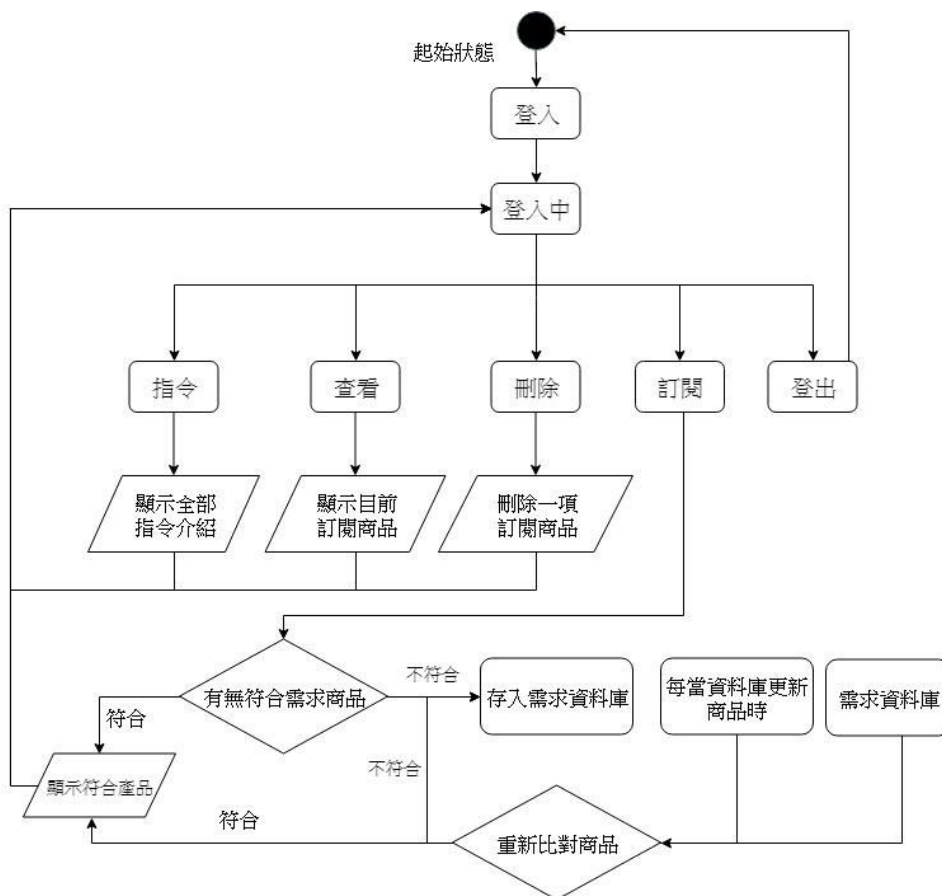 起始狀態
登入
登入中
指令
查看
刪除
訂閱
登出
顯示全部
指令介紹
顯示目前
訂閱商品
刪除一項
訂閱商品
有無符合需求商品
不符合
存入需求資料庫
每當資料庫更新
商品時
需求資料庫
符合
不符合
顯示符合產品
符合
重新比對商品